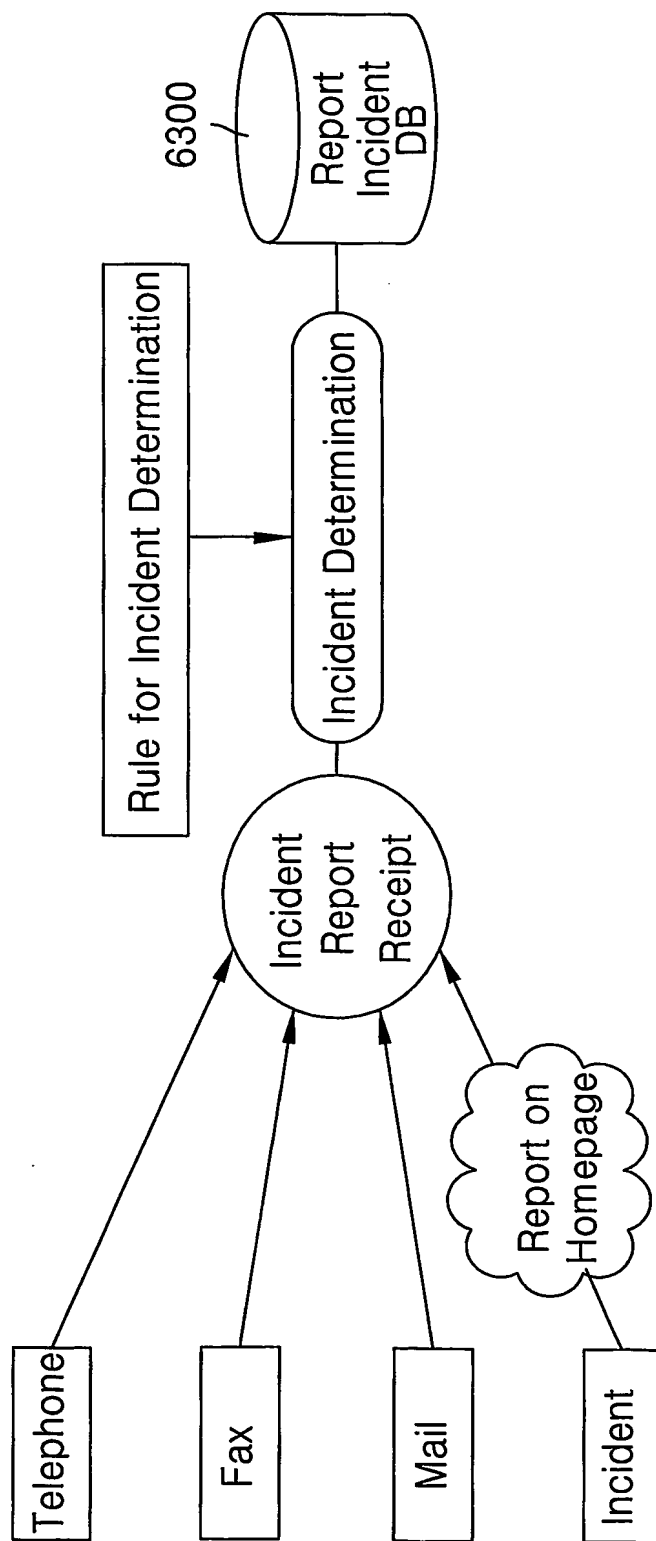 Telephone
Fax
Mail
Incident
Report on
Homepage
Incident
Report
Receipt
Rule for Incident Determination
Incident Determination
6300
Report
Incident
DB